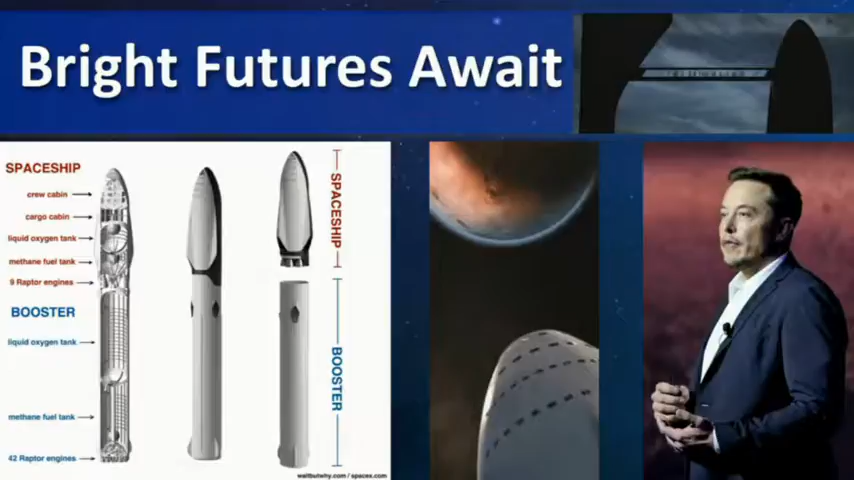 Bright Futures Await
SPACESHIP
crew cabin
cargo cabin
liquid oxygen tank
methane fuel tank
9 Raptor engines
BOOSTER
liquid oxygen tank
methane fuel tank
42 Raptor engines
SPACESHIP
BOOSTER
waitbutwhy.com / spacex.com